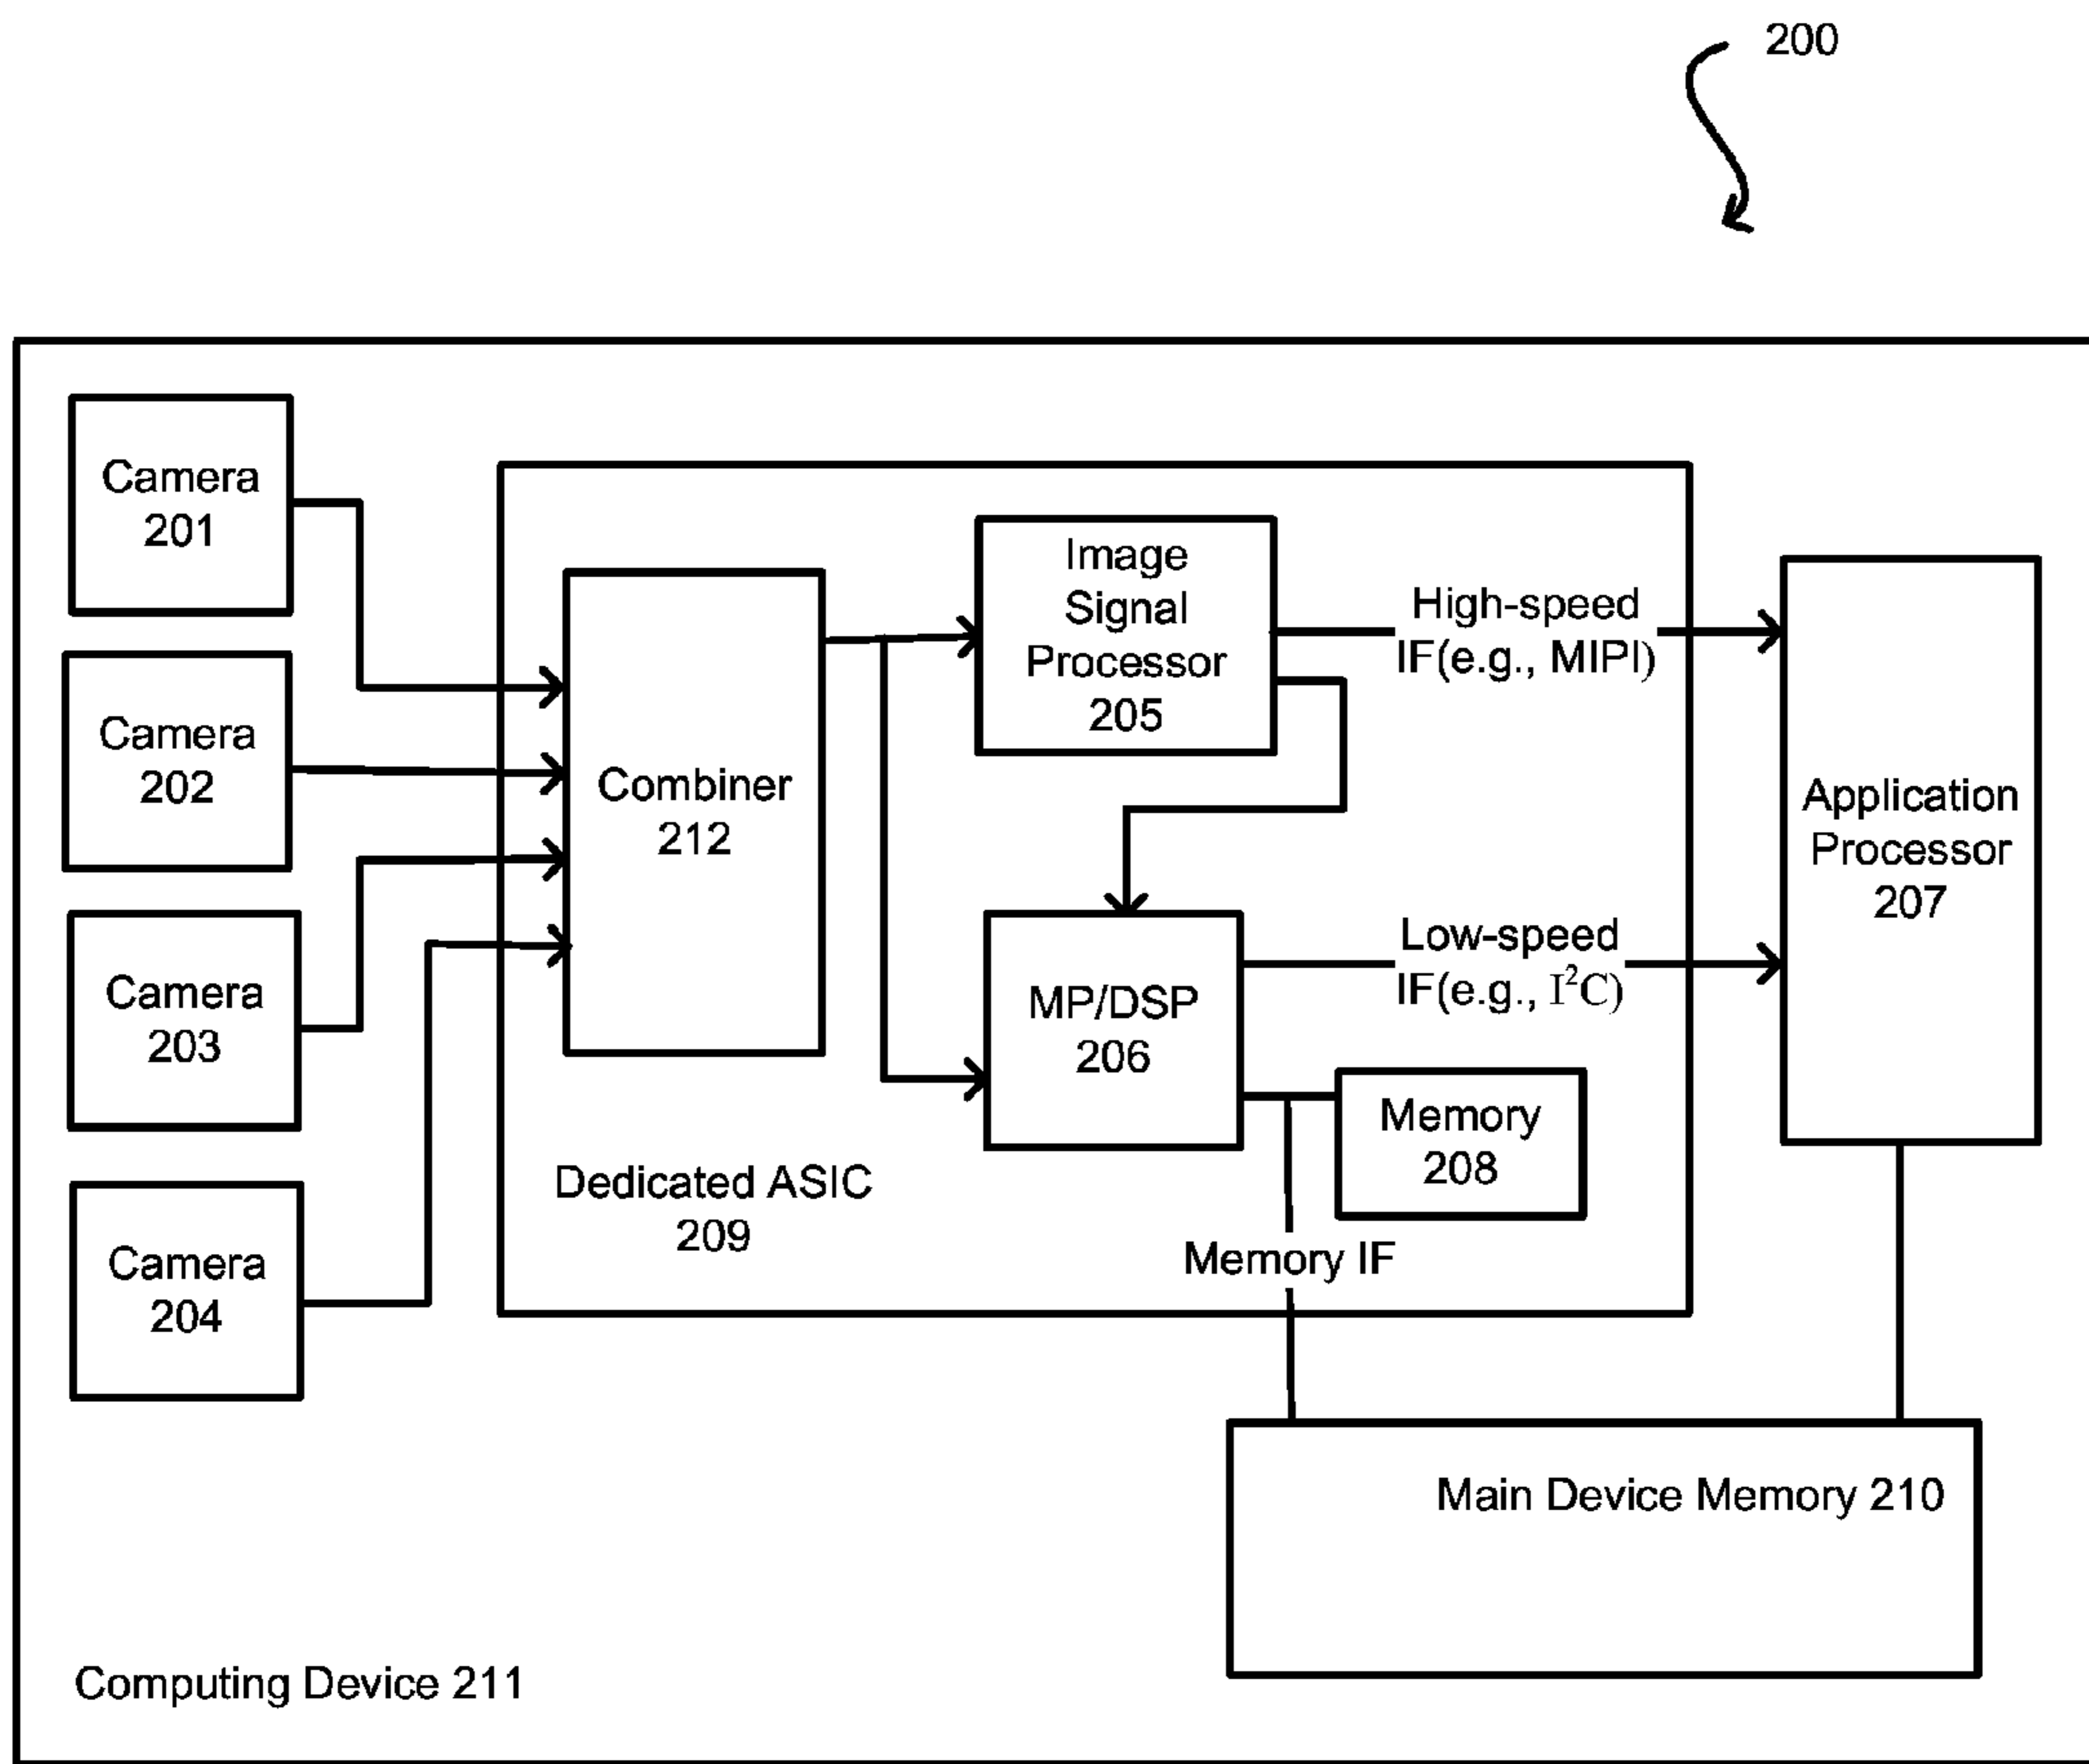 200
Camera
201
Camera
202
Camera
203
Camera
204
Combiner
212
Image
Signal
Processor
205
High-speed
IF(e.g., MIPI)
Application
Processor
207
MP/DSP
206
Low-speed
IF(e.g., I²C)
Memory
208
Dedicated ASIC
209
Memory IF
Main Device Memory 210
Computing Device 211